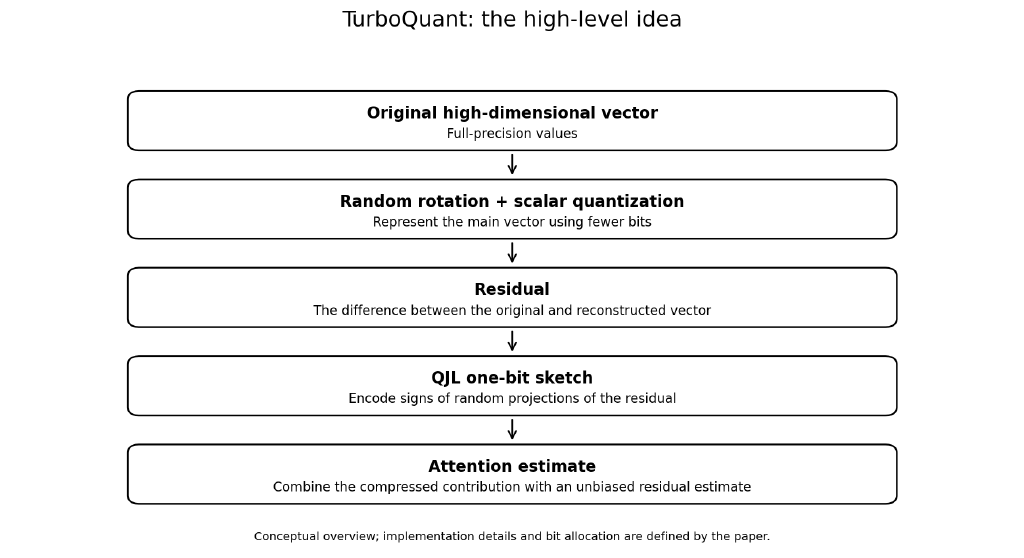 TurboQuant: the high-level idea
Original high-dimensional vector
Full-precision values
Random rotation + scalar quantization
Represent the main vector using fewer bits
Residual
The difference between the original and reconstructed vector
QJL one-bit sketch
Encode signs of random projections of the residual
Attention estimate
Combine the compressed contribution with an unbiased residual estimate
Conceptual overview; implementation details and bit allocation are defined by the paper.